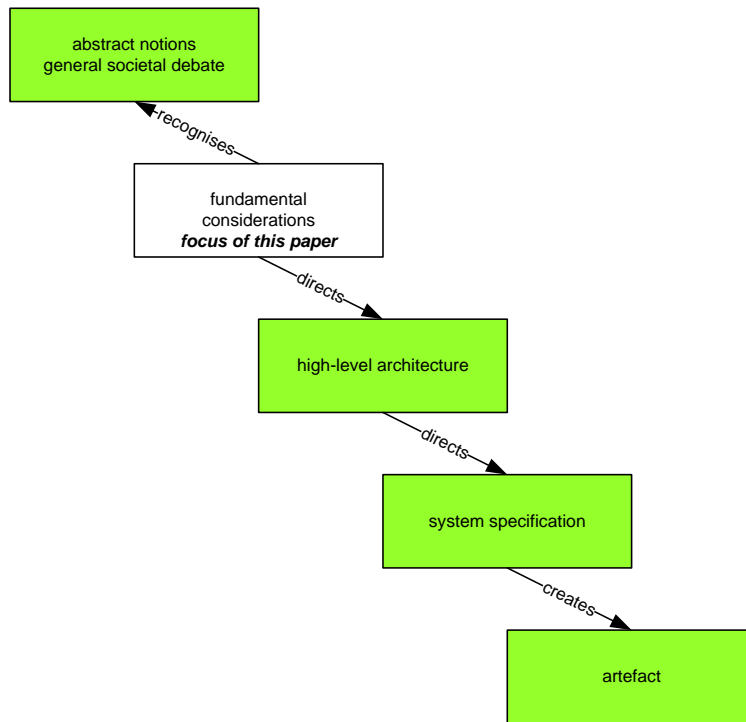 abstract notions
general societal debate
recognises
fundamental
considerations
focus of this paper
directs
high-level architecture
directs
system specification
creates
artefact